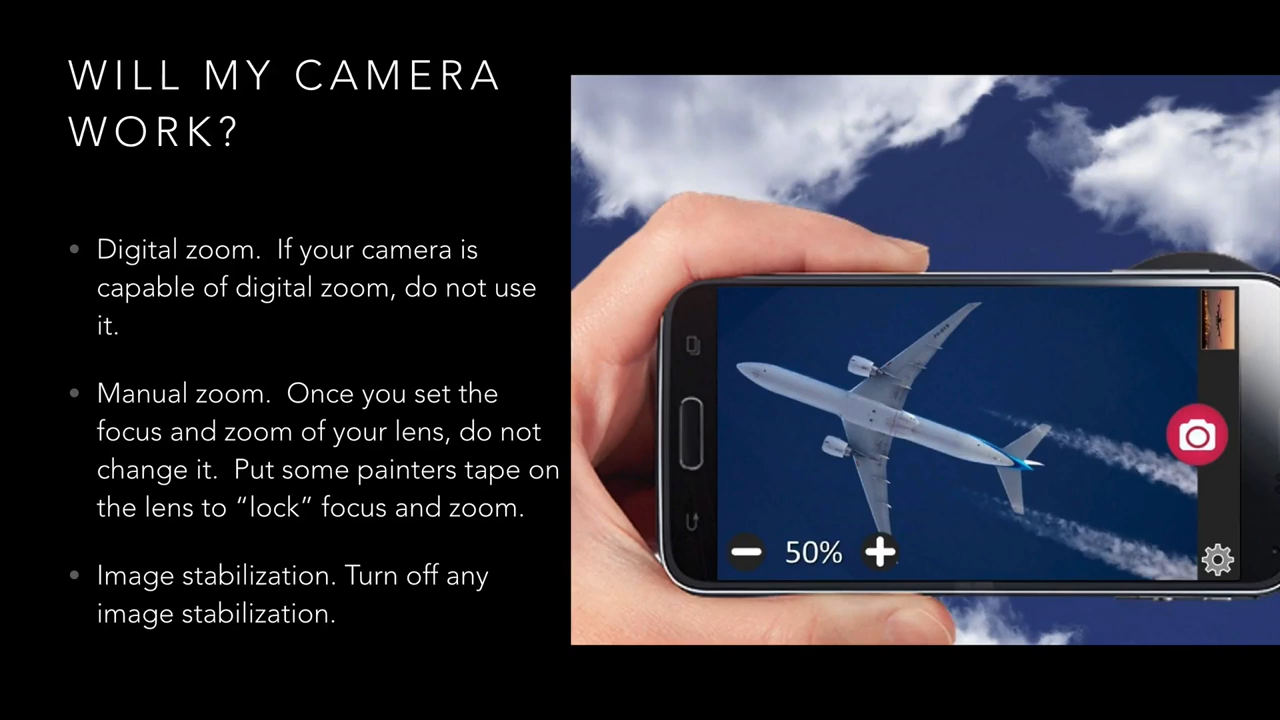 WILL MY CAMERA
WORK?
• Digital zoom.  If your camera is
capable of digital zoom, do not use
it.
• Manual zoom.  Once you set the
focus and zoom of your lens, do not
change it.  Put some painters tape on
the lens to “lock” focus and zoom.
• Image stabilization. Turn off any
image stabilization.
50%